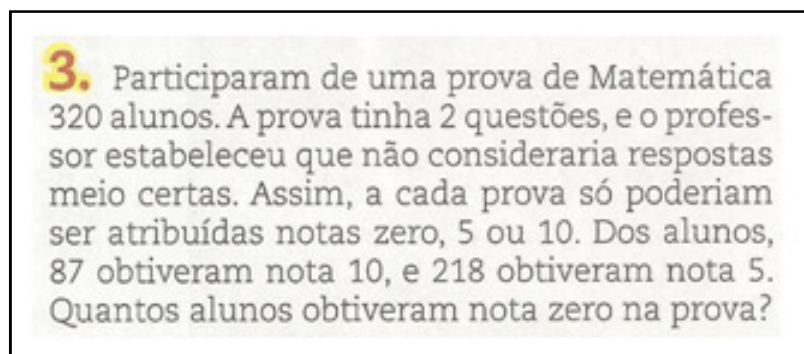 3. Participaram de uma prova de Matemática
320 alunos. A prova tinha 2 questões, e o profes-
sor estabeleceu que não consideraria respostas
meio certas. Assim, a cada prova só poderiam
ser atribuídas notas zero, 5 ou 10. Dos alunos,
87 obtiveram nota 10, e 218 obtiveram nota 5.
Quantos alunos obtiveram nota zero na prova?